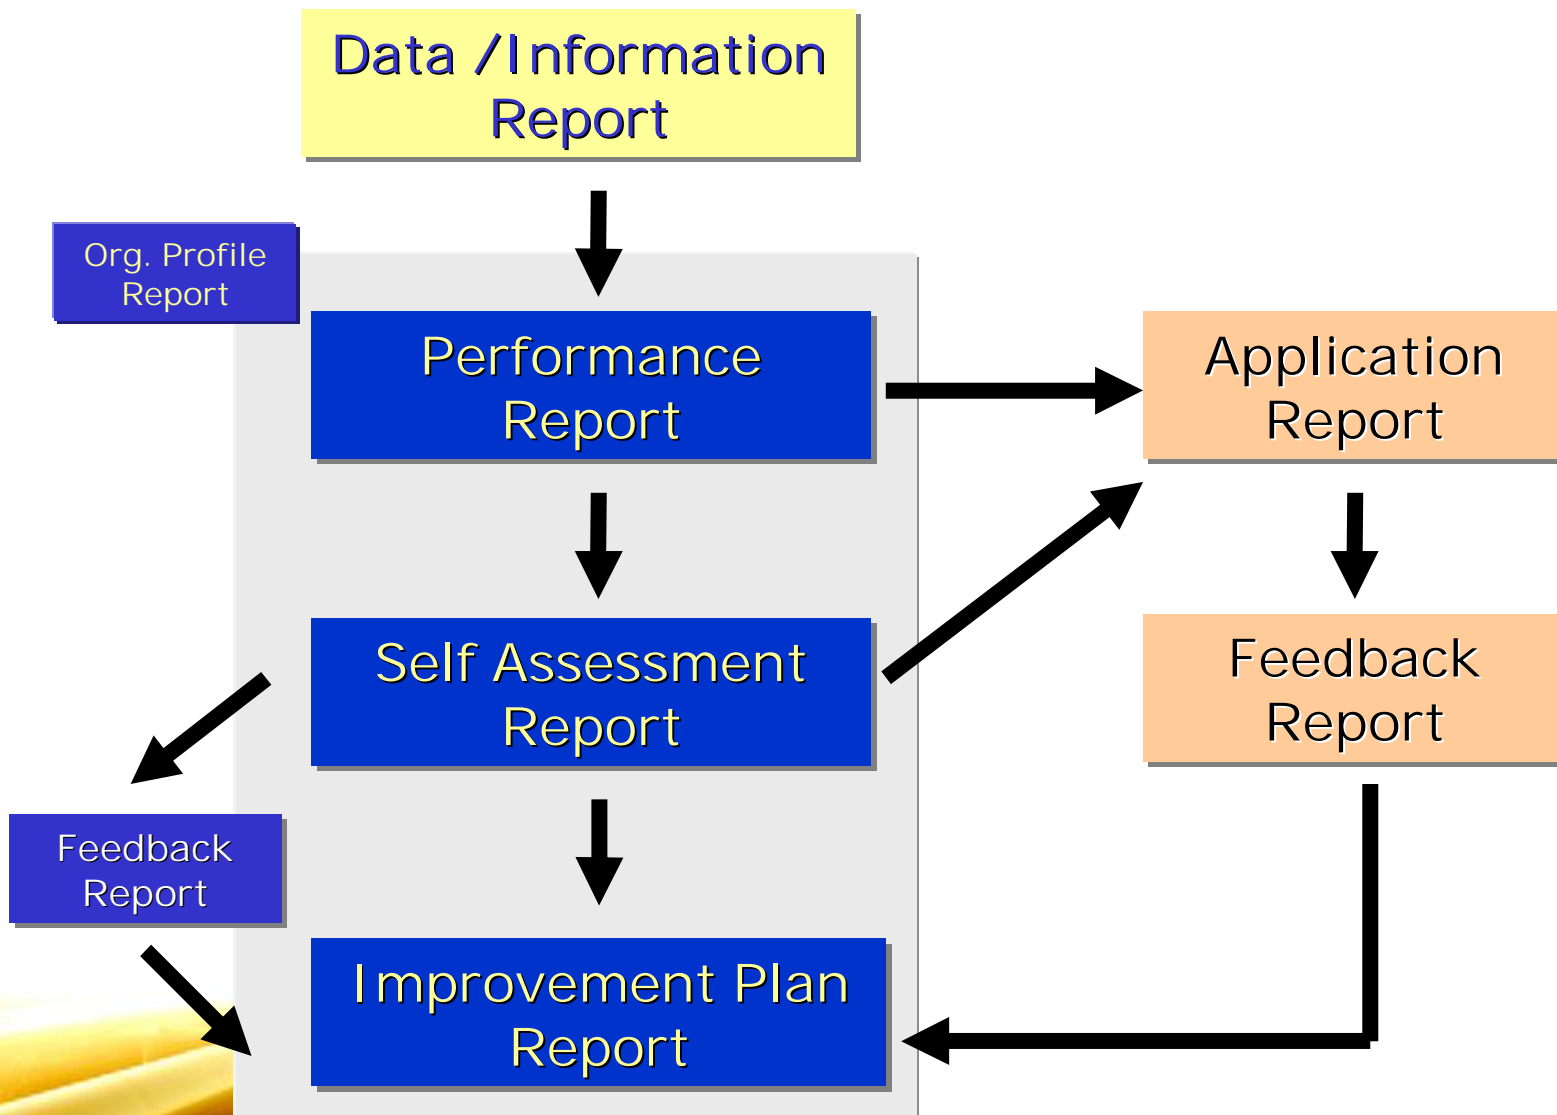 Data /Information
Report
Org. Profile
Report
Performance
Report
Application
Report
Self Assessment
Report
Feedback
Report
Feedback
Report
Improvement Plan
Report